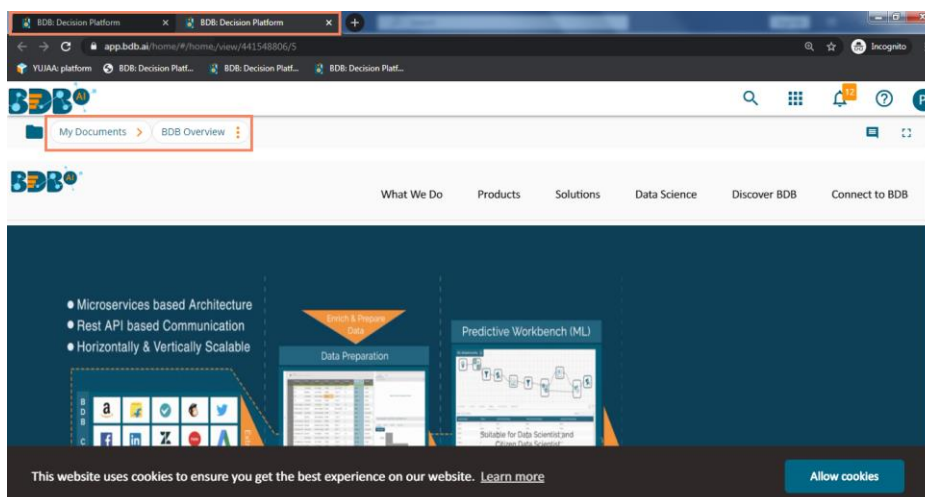 BDB: Decision Platform
BDB: Decision Platform
app.bdb.ai/home/#/home,/view/441548806/5
Incognito
YUJAA: platform
BDB: Decision Platf...
BDB: Decision Platf...
BDB: Decision Platf...
BDB AI
12
My Documents
BDB Overview
BDB AI
What We Do
Products
Solutions
Data Science
Discover BDB
Connect to BDB
Microservices based Architecture
Rest API based Communication
Horizontally & Vertically Scalable
Enrich & Prepare
Data
Data Preparation
Predictive Workbench (ML)
Suitable for Data Scientist and
Citizen Data Scientist
This website uses cookies to ensure you get the best experience on our website. Learn more
Allow cookies